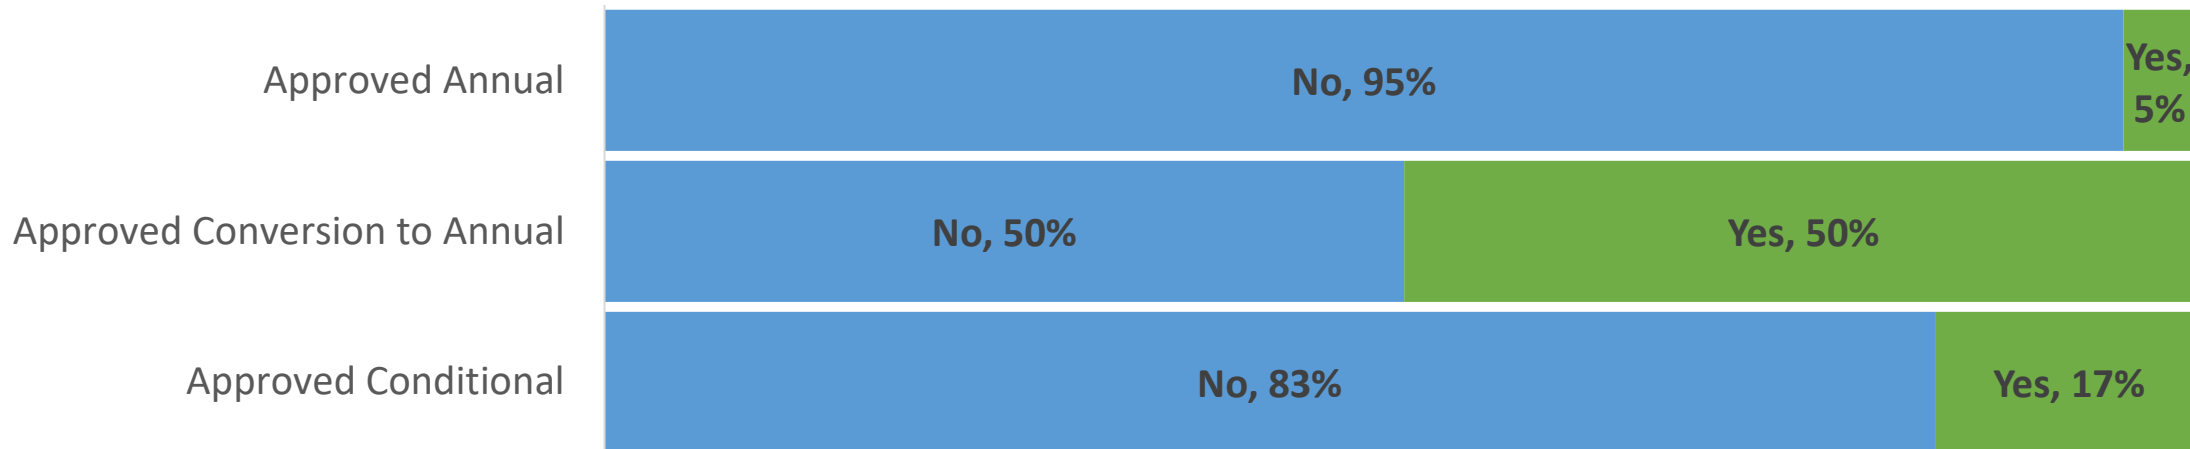 Approved Annual
No, 95%
Yes,
5%
Approved Conversion to Annual
No, 50%
Yes, 50%
Approved Conditional
No, 83%
Yes, 17%